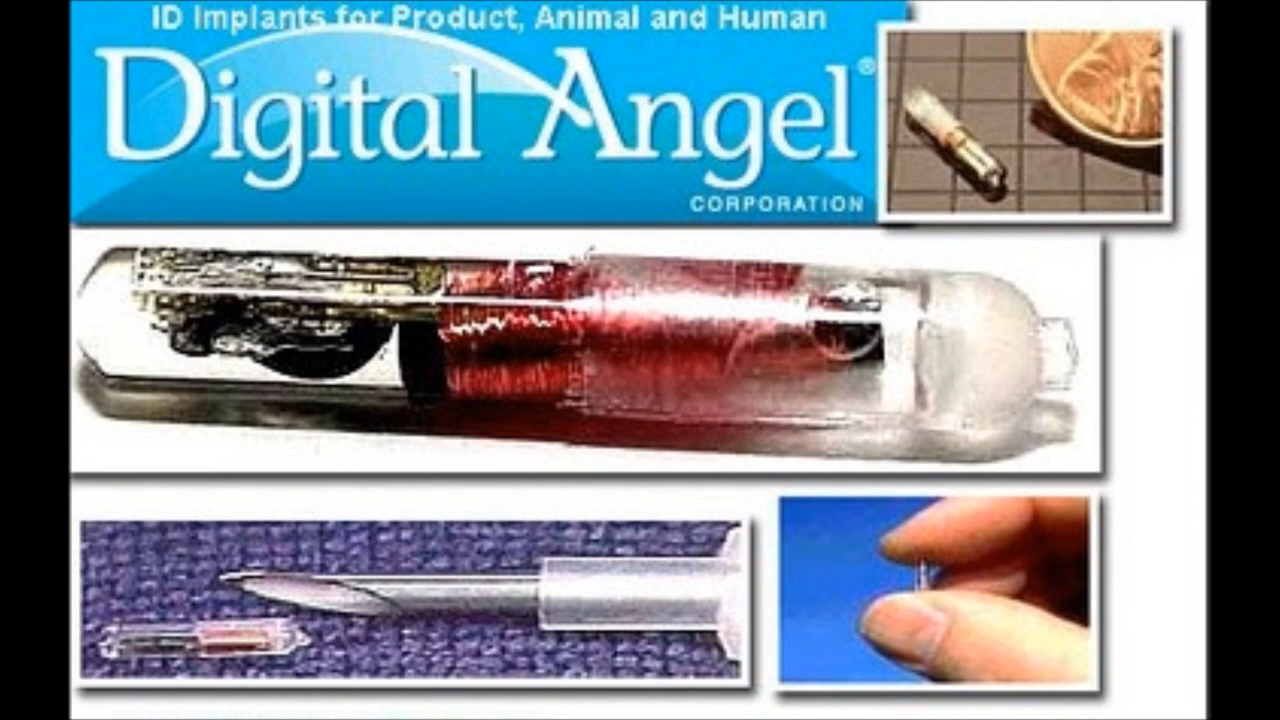 ID Implants for Product, Animal and Human
Digital Angel®
CORPORATION